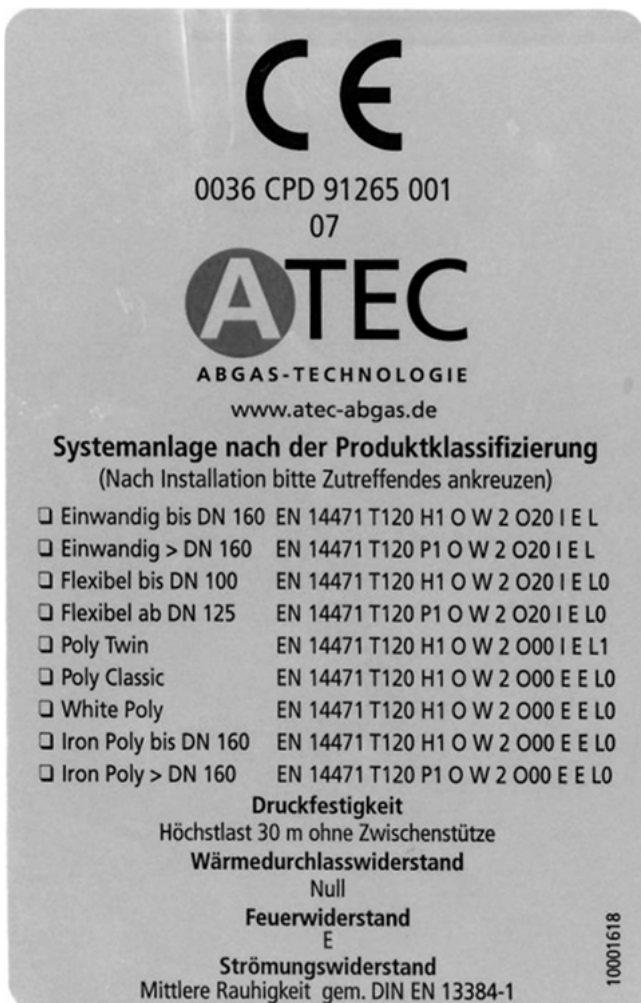 CE
0036 CPD 91265 001
07
ATEC
ABGAS-TECHNOLOGIE
www.atec-abgas.de
Systemanlage nach der Produktklassifizierung
(Nach Installation bitte Zutreffendes ankreuzen)
❑ Einwandig bis DN 160 EN 14471 T120 H1 O W 2 O20 I E L
❑ Einwandig > DN 160 EN 14471 T120 P1 O W 2 O20 I E L
❑ Flexibel bis DN 100 EN 14471 T120 H1 O W 2 O20 I E L0
❑ Flexibel ab DN 125 EN 14471 T120 P1 O W 2 O20 I E L0
❑ Poly Twin EN 14471 T120 H1 O W 2 O00 I E L1
❑ Poly Classic EN 14471 T120 H1 O W 2 O00 E E L0
❑ White Poly EN 14471 T120 H1 O W 2 O00 E E L0
❑ Iron Poly bis DN 160 EN 14471 T120 H1 O W 2 O00 E E L0
❑ Iron Poly > DN 160 EN 14471 T120 P1 O W 2 O00 E E L0
Druckfestigkeit
Höchstlast 30 m ohne Zwischenstütze
Wärmedurchlasswiderstand
Null
Feuerwiderstand
E
Strömungswiderstand
Mittlere Rauhigkeit gem. DIN EN 13384-1
10001618